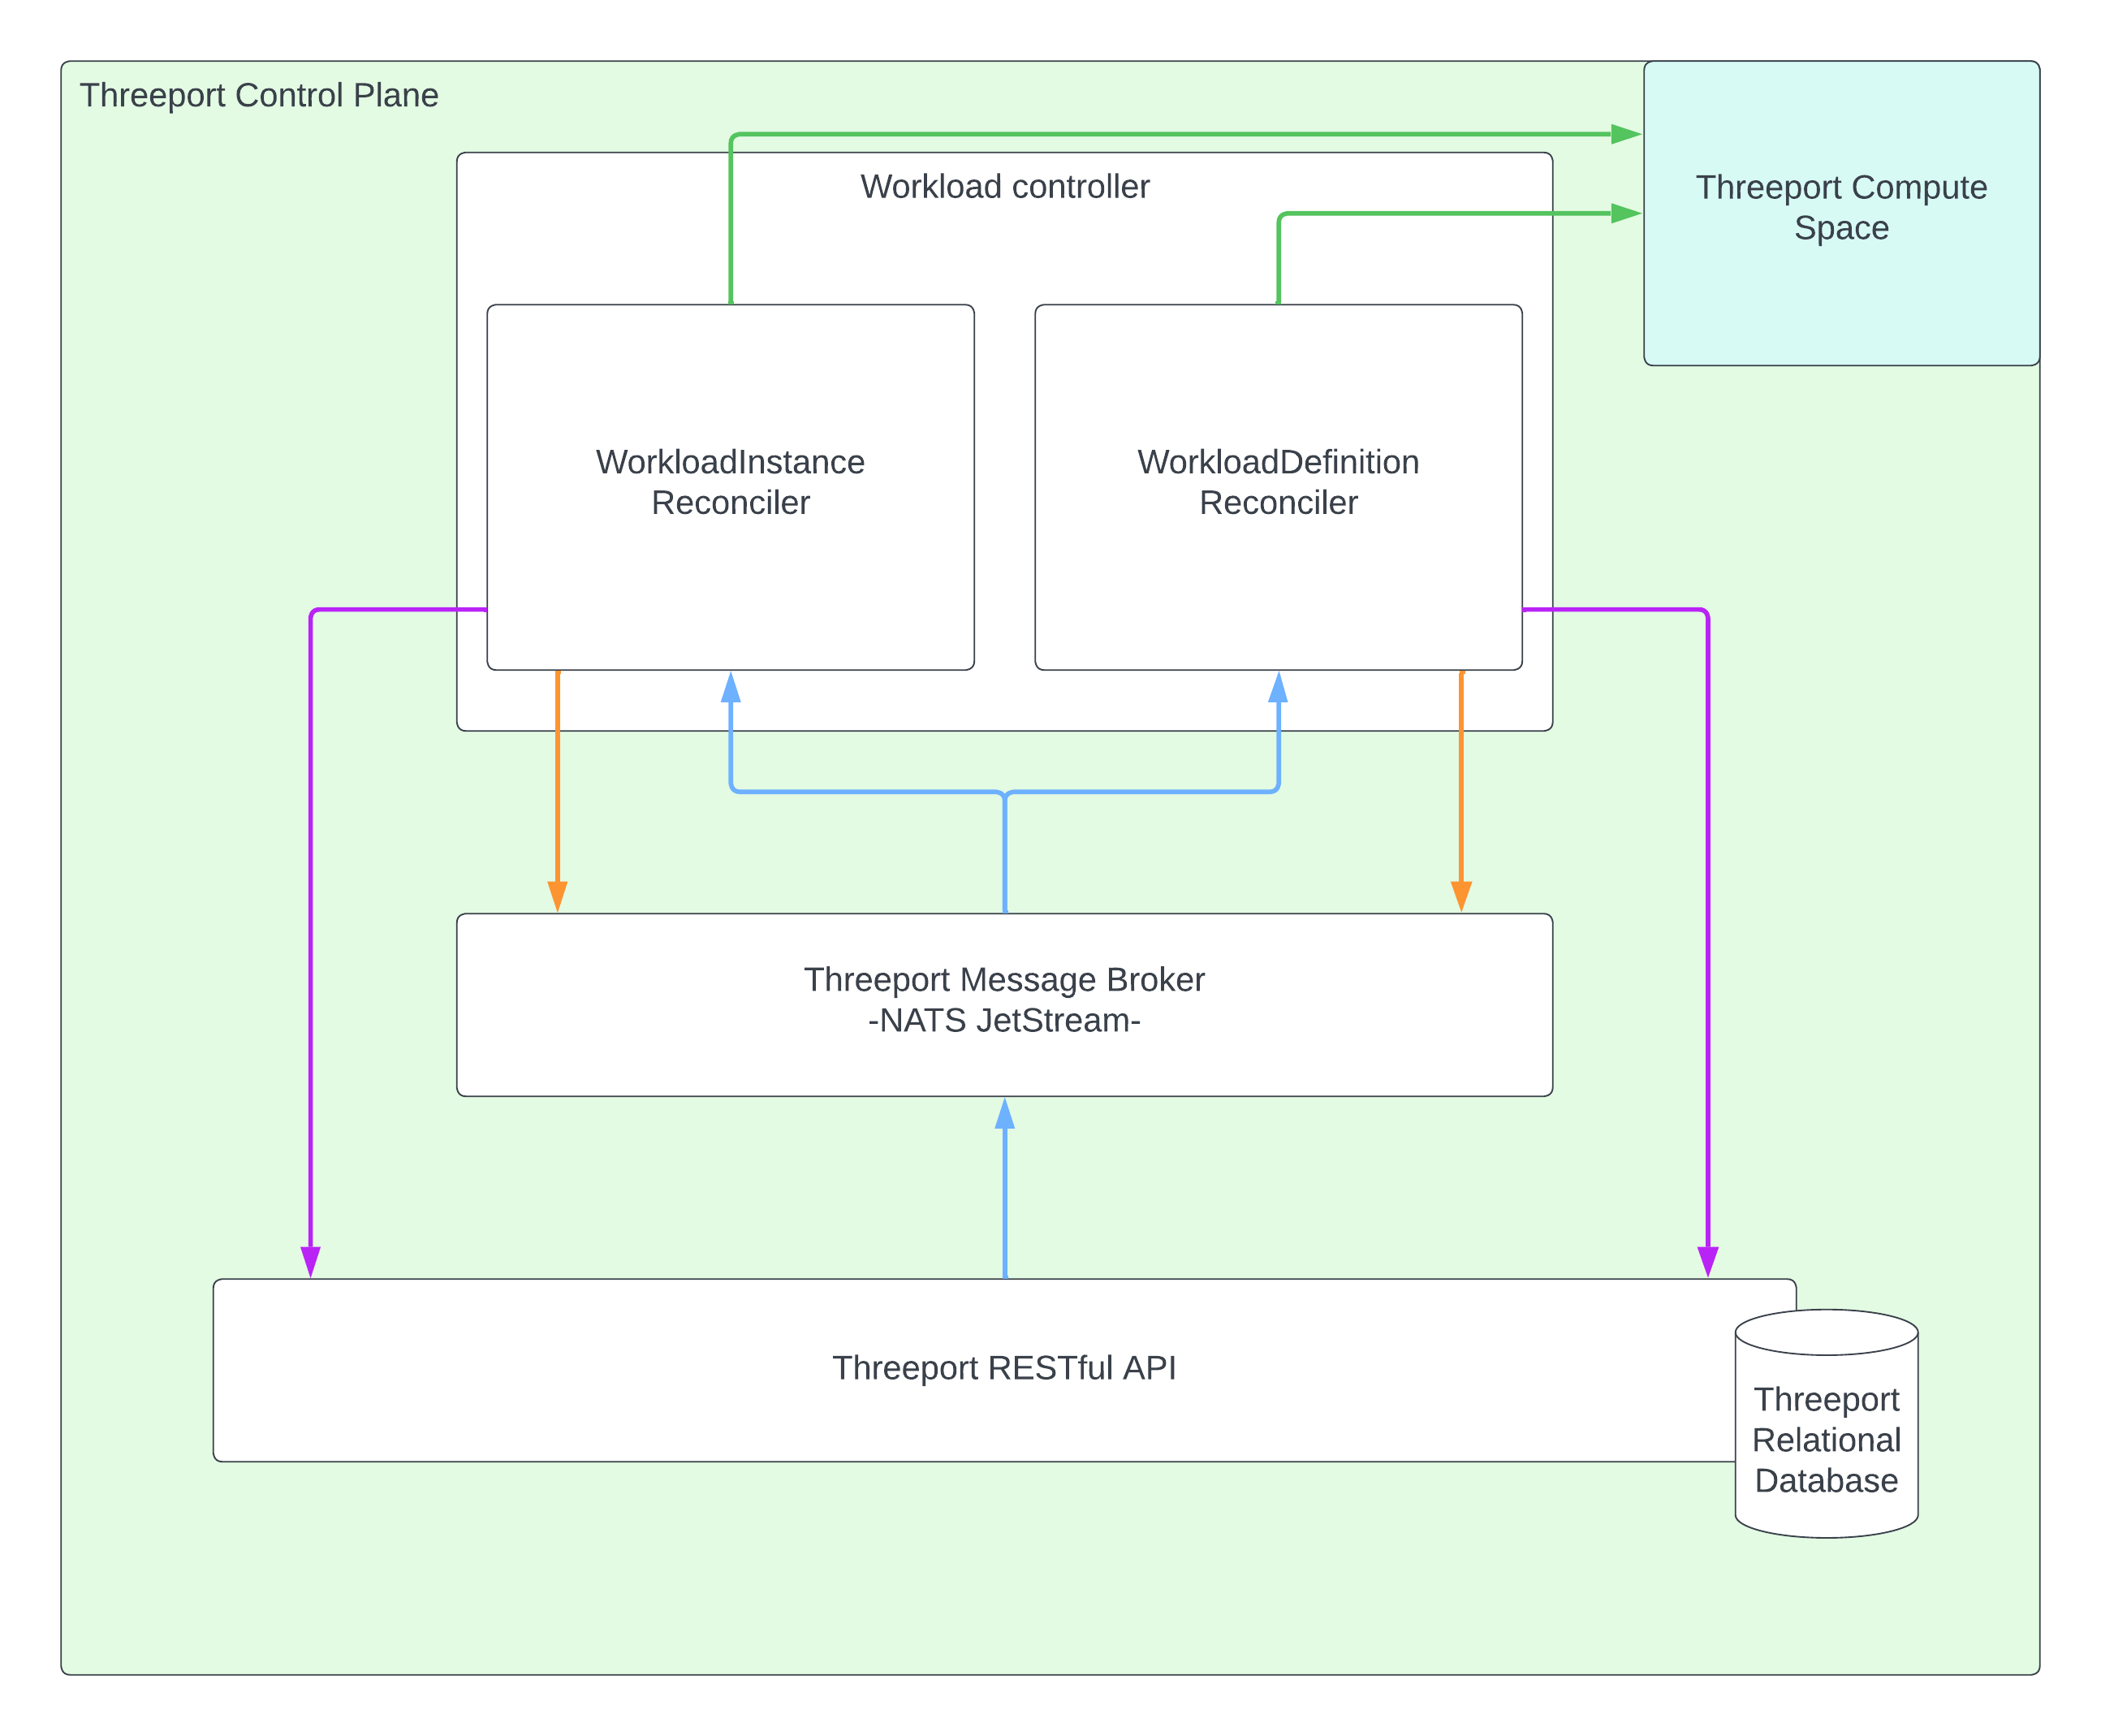 Threeport Control Plane
Workload controller
Threeport Compute
Space
WorkloadInstance
Reconciler
WorkloadDefinition
Reconciler
Threeport Message Broker
-NATS JetStream-
Threeport RESTful API
Threeport
Relational
Database